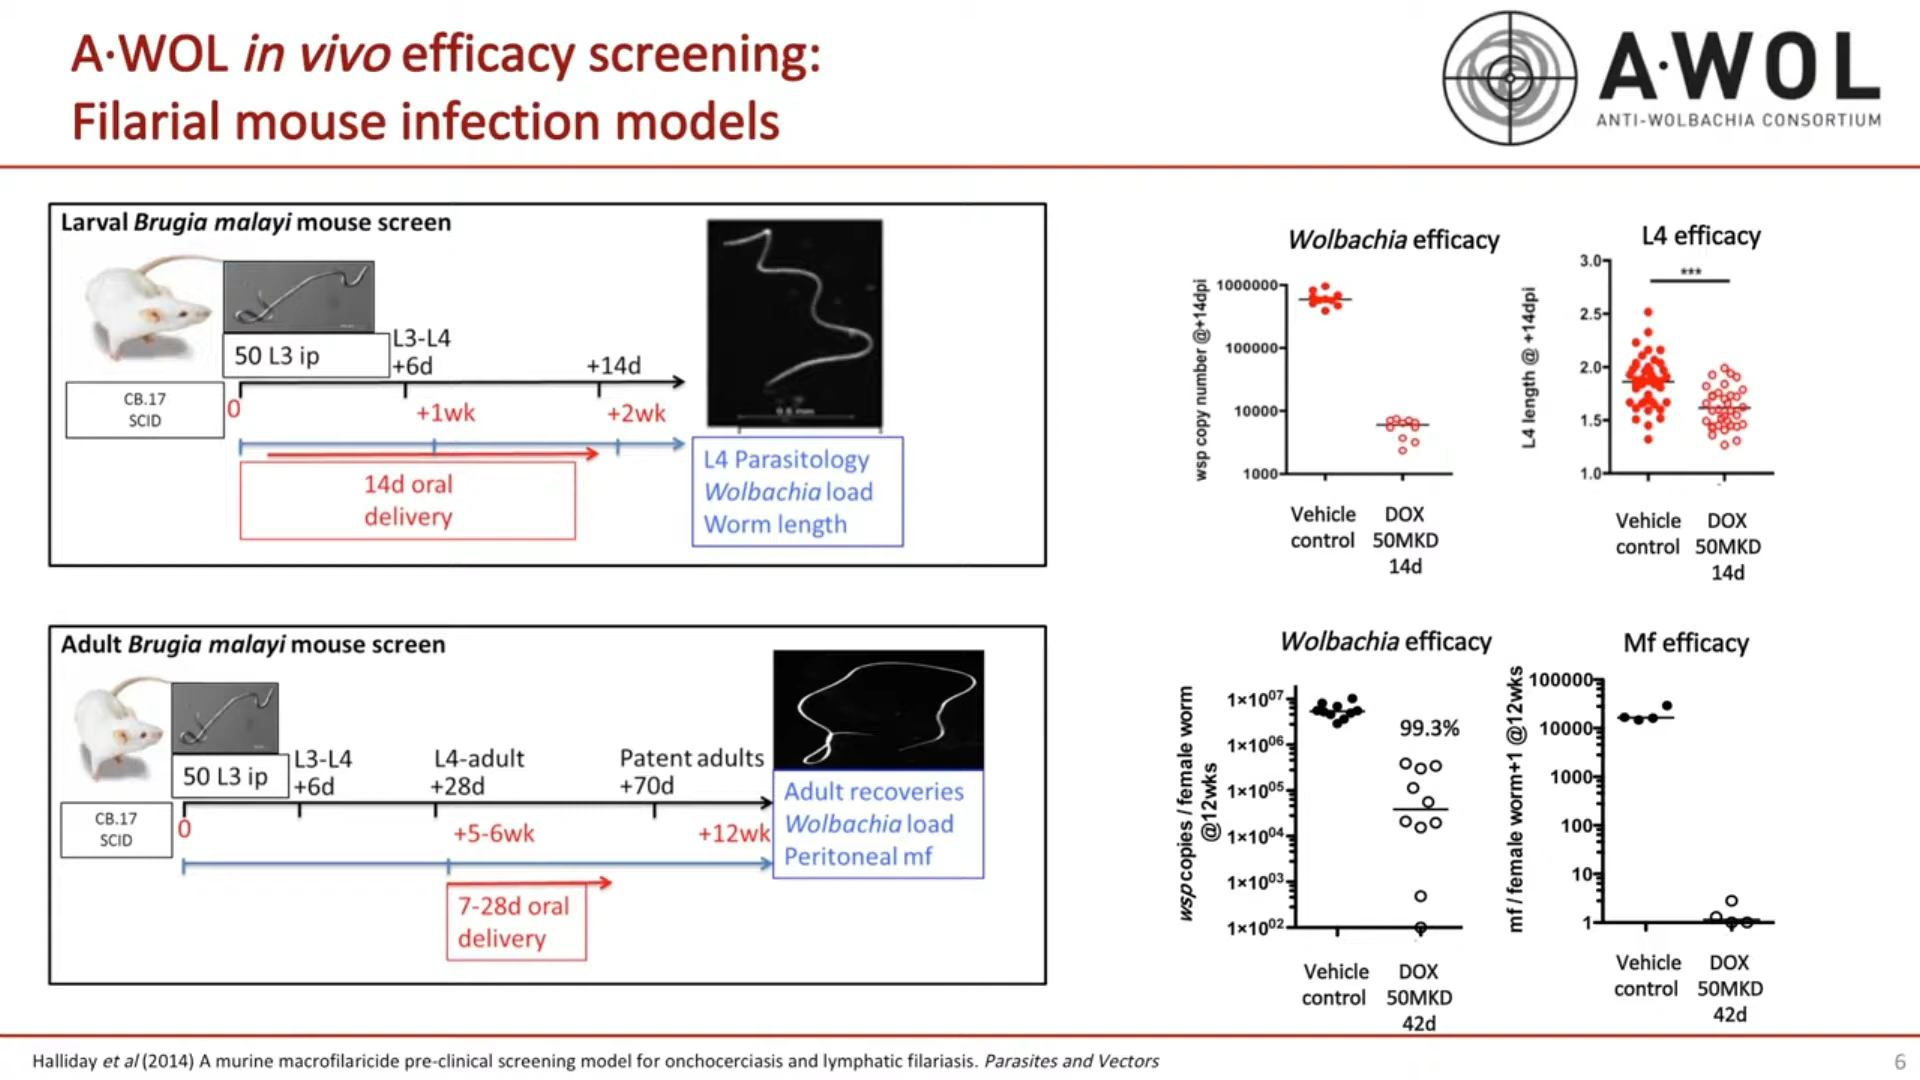 A·WOL in vivo efficacy screening:
Filarial mouse infection models
A·WOL
ANTI-WOLBACHIA CONSORTIUM
Larval Brugia malayi mouse screen
50 L3 ip
L3-L4
+6d
+14d
CB.17
SCID
0
+1wk
+2wk
14d oral
delivery
L4 Parasitology
Wolbachia load
Worm length
Wolbachia efficacy
wsp copy number @+14dpi
1000000
100000
10000
1000
Vehicle
control
DOX
50MKD
14d
L4 efficacy
L4 length @ +14dpi
3.0
2.5
2.0
1.5
1.0
***
Vehicle
control
DOX
50MKD
14d
Adult Brugia malayi mouse screen
50 L3 ip
L3-L4
+6d
L4-adult
+28d
Patent adults
+70d
CB.17
SCID
0
+5-6wk
+12wk
7-28d oral
delivery
Adult recoveries
Wolbachia load
Peritoneal mf
Wolbachia efficacy
wsp copies / female worm
@12wks
1×10⁰⁷
1×10⁰⁶
1×10⁰⁵
1×10⁰⁴
1×10⁰³
1×10⁰²
99.3%
Vehicle
control
DOX
50MKD
42d
Mf efficacy
mf / female worm+1 @12wks
100000
10000
1000
100
10
1
Vehicle
control
DOX
50MKD
42d
Halliday et al (2014) A murine macrofilaricide pre-clinical screening model for onchocerciasis and lymphatic filariasis. Parasites and Vectors
6